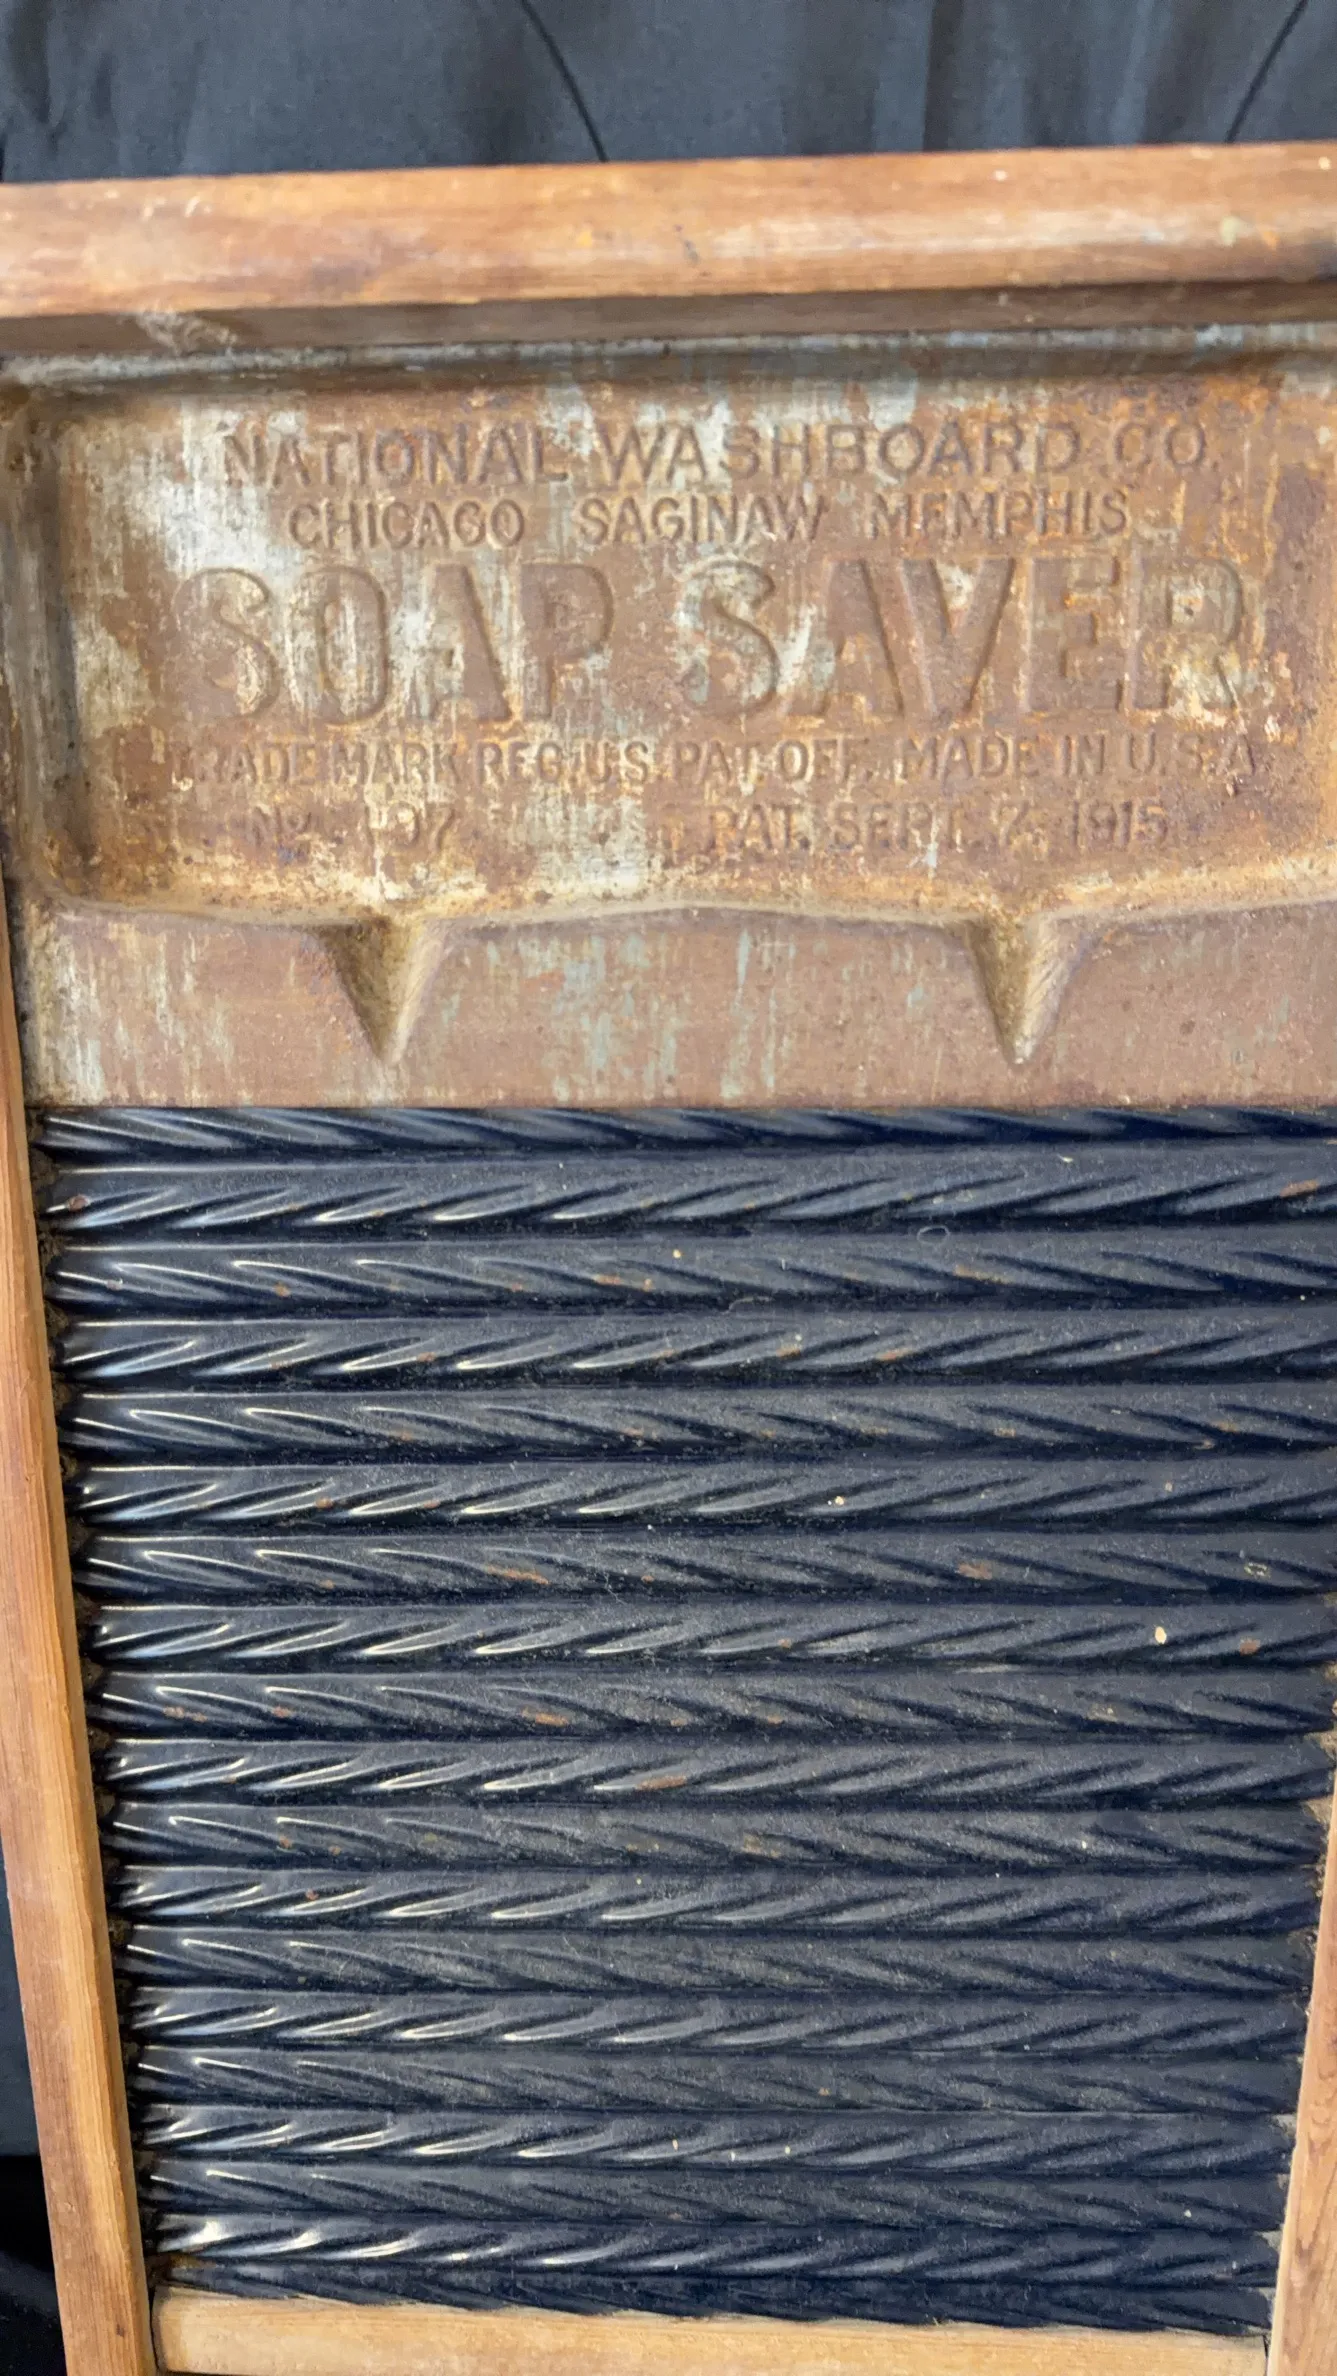 NATIONAL WASHBOARD CO.
CHICAGO SAGINAW MEMPHIS
SOAP SAVER
TRADE MARK REG. U.S. PAT. OFF. MADE IN U.S.A.
No. 197 PAT. SEPT. 7, 1915